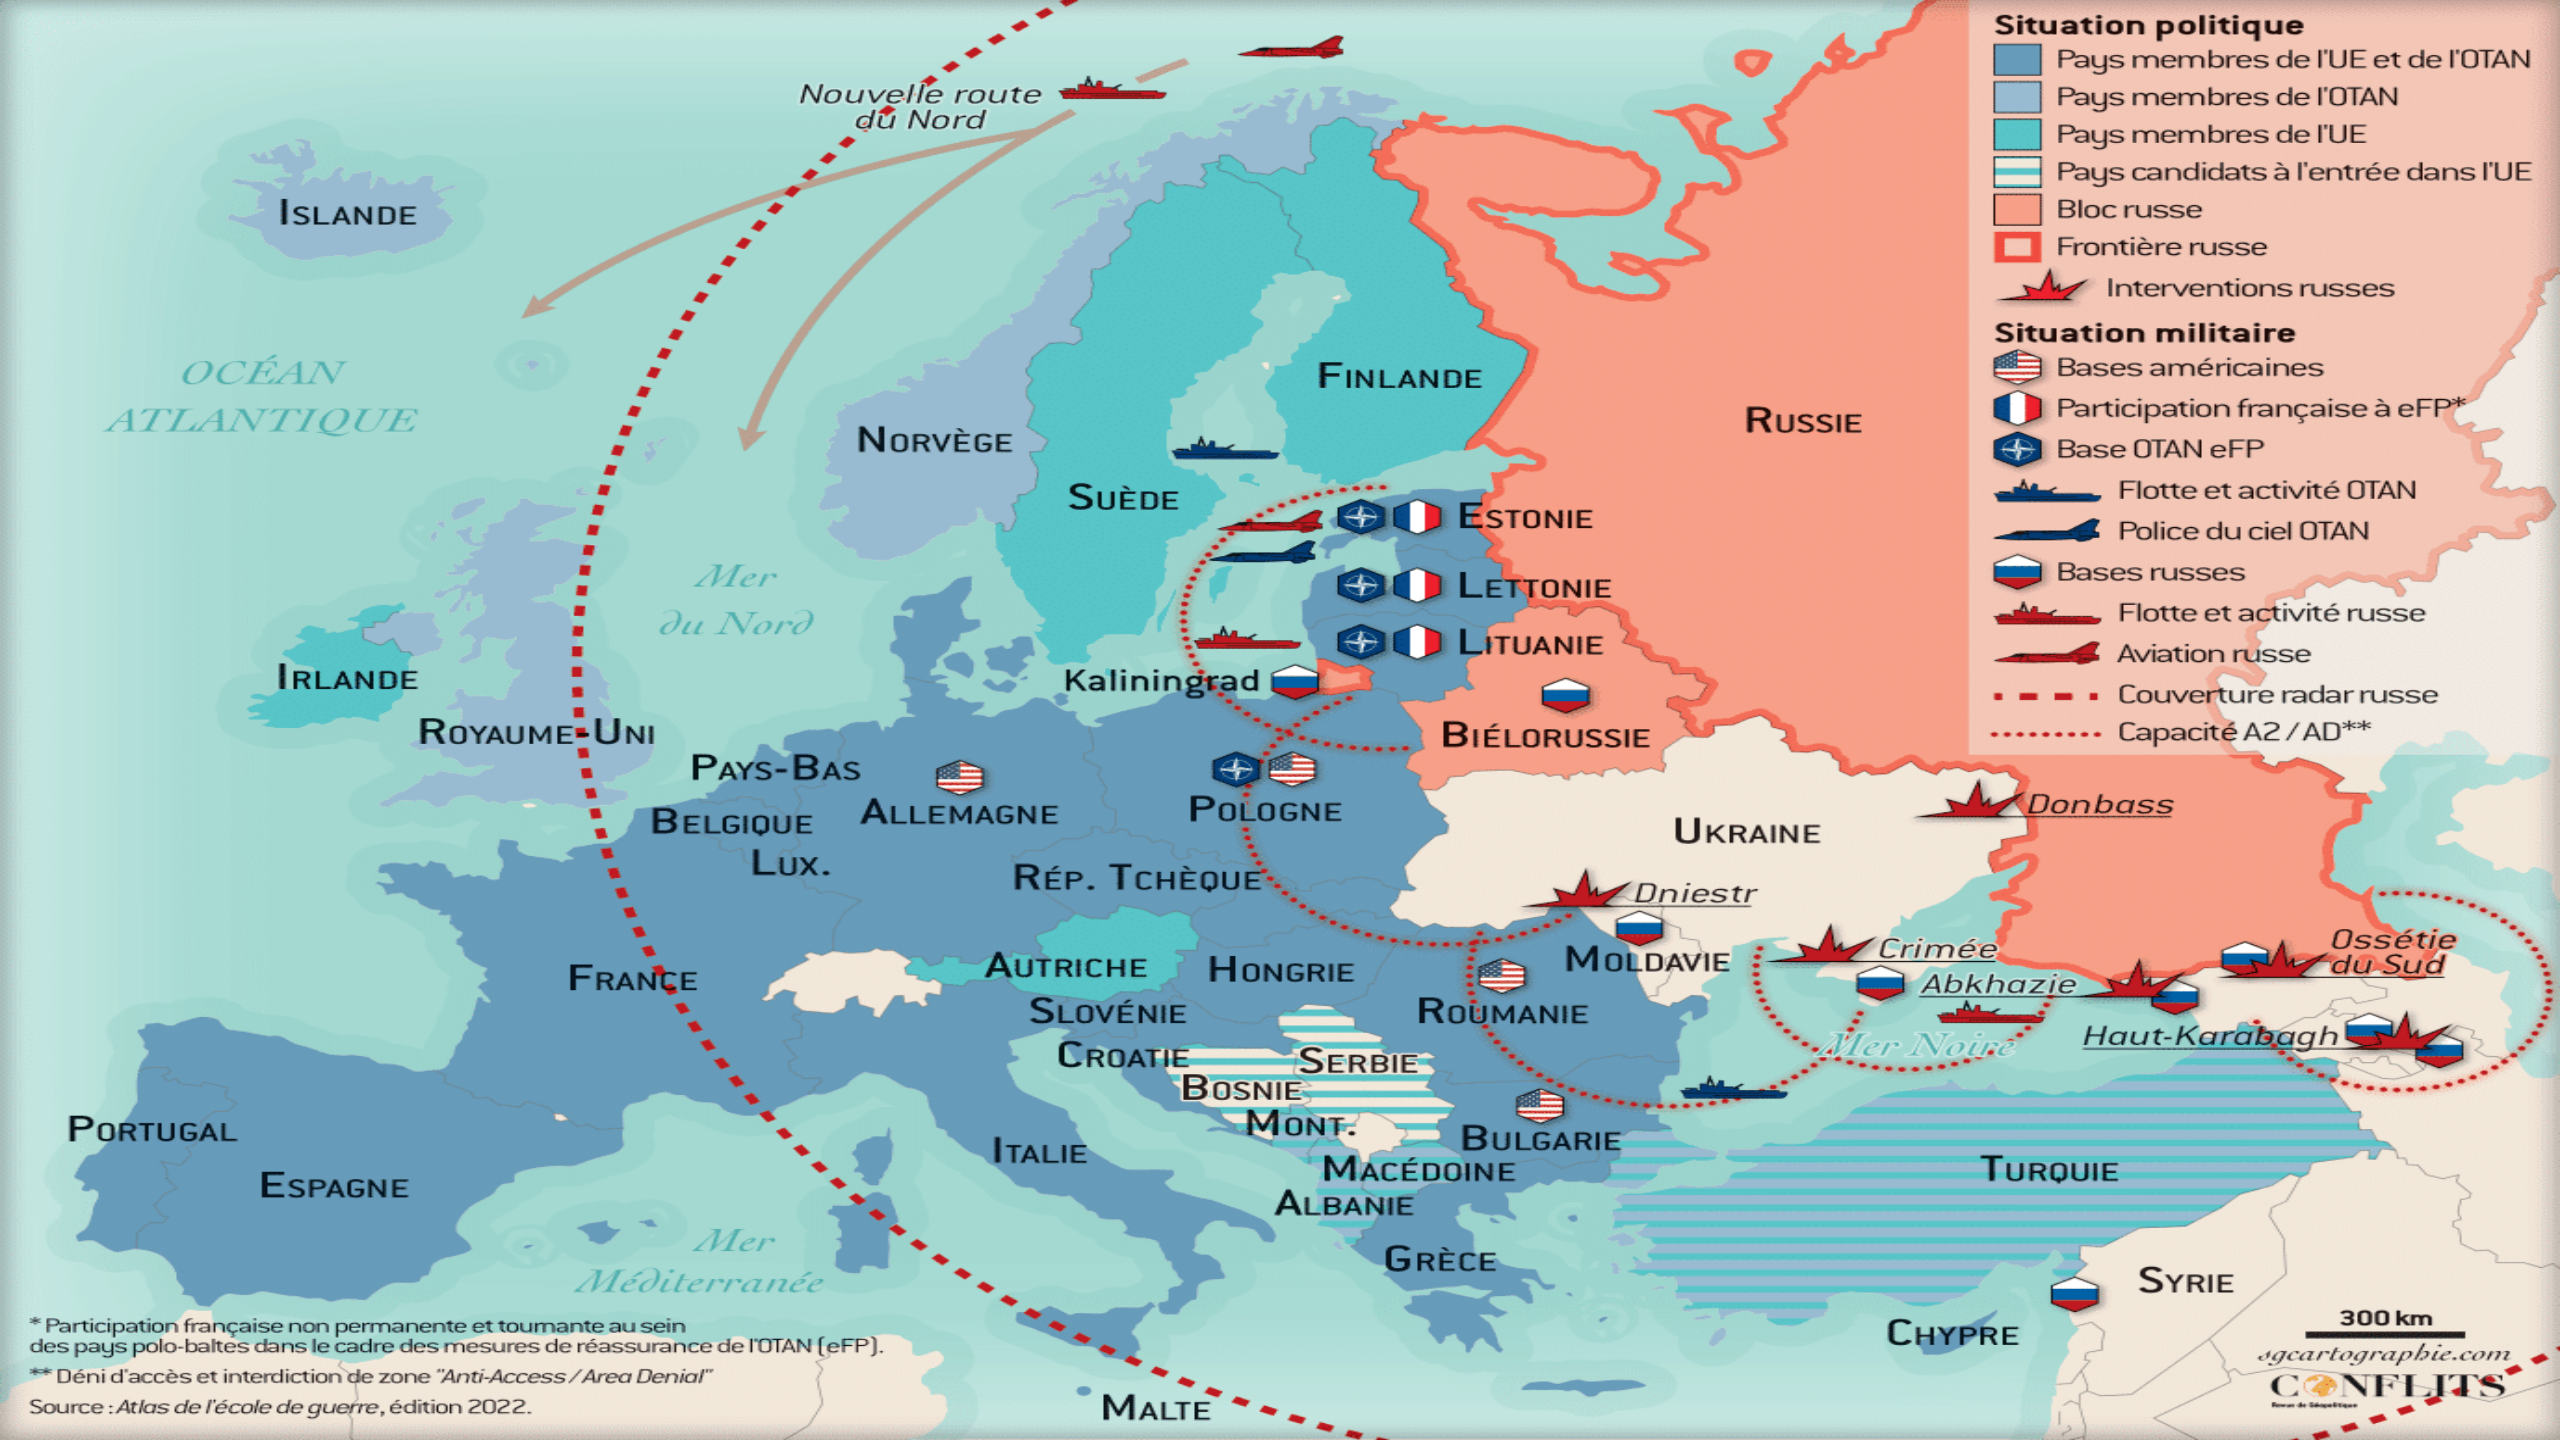 Situation politique
Pays membres de l'UE et de l'OTAN
Pays membres de l'OTAN
Pays membres de l'UE
Pays candidats à l'entrée dans l'UE
Bloc russe
Frontière russe
Interventions russes
Situation militaire
Bases américaines
Participation française à eFP*
Base OTAN eFP
Flotte et activité OTAN
Police du ciel OTAN
Bases russes
Flotte et activité russe
Aviation russe
Couverture radar russe
Capacité A2/AD**
Nouvelle route
du Nord
ISLANDE
OCÉAN
ATLANTIQUE
NORVÈGE
SUÈDE
FINLANDE
RUSSIE
ESTONIE
LETTONIE
LITUANIE
Kaliningrad
BIÉLORUSSIE
Mer
du Nord
IRLANDE
ROYAUME-UNI
PAYS-BAS
BELGIQUE
LUX.
ALLEMAGNE
POLOGNE
RÉP. TCHÈQUE
UKRAINE
Donbass
Dniestr
MOLDAVIE
Crimée
Abkhazie
Ossétie
du Sud
Haut-Karabagh
Mer Noire
FRANCE
AUTRICHE
HONGRIE
SLOVÉNIE
CROATIE
ROUMANIE
SERBIE
BOSNIE
MONT.
BULGARIE
MACÉDOINE
ALBANIE
GRÈCE
ITALIE
PORTUGAL
ESPAGNE
Mer
Méditerranée
MALTE
TURQUIE
SYRIE
CHYPRE
* Participation française non permanente et tournante au sein
des pays polo-baltes dans le cadre des mesures de réassurance de l'OTAN (eFP).
** Déni d'accès et interdiction de zone "Anti-Access / Area Denial"
Source : Atlas de l'école de guerre, édition 2022.
300 km
sgcartographie.com
CONFLITS
Revue de Géopolitique